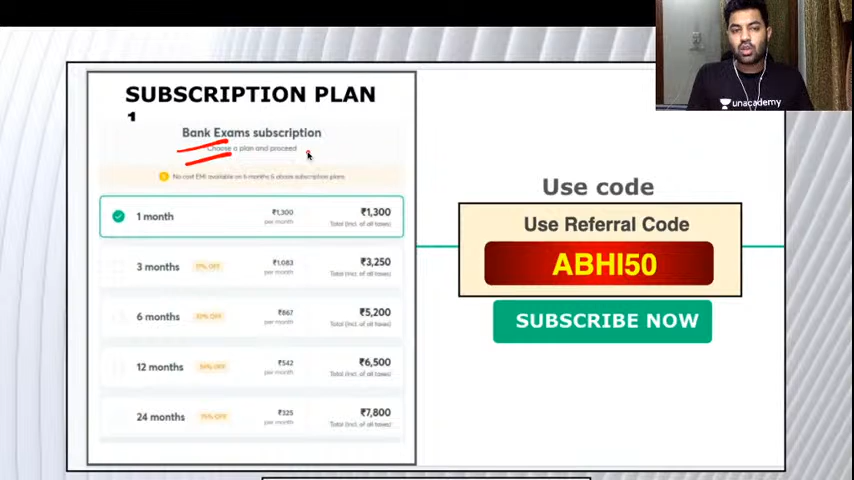 SUBSCRIPTION PLAN
1
Bank Exams subscription
Choose a plan and proceed
No cost EMI available on 6 months & above subscription plans
1 month ₹1,300 per month ₹1,300 Total (Incl. of all taxes)
3 months ₹1,083 per month ₹3,250 Total (Incl. of all taxes)
6 months ₹867 per month ₹5,200 Total (Incl. of all taxes)
12 months ₹542 per month ₹6,500 Total (Incl. of all taxes)
24 months ₹325 per month ₹7,800 Total (Incl. of all taxes)
Use code
Use Referral Code
ABHI50
SUBSCRIBE NOW
unacademy